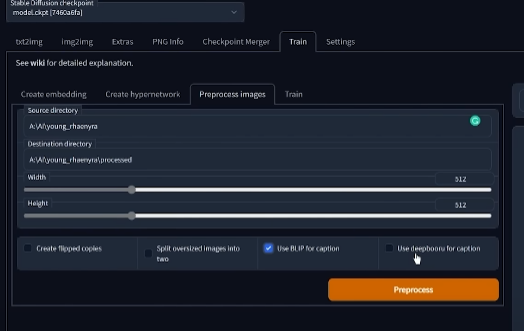 Stable Diffusion checkpoint
model.ckpt [7460a6fa]
txt2img img2img Extras PNG Info Checkpoint Merger Train Settings
See wiki for detailed explanation.
Create embedding Create hypernetwork Preprocess images Train
Source directory
A:\AI\young_rhaenyra
Destination directory
A:\AI\young_rhaenyra\processed
Width 512
Height 512
Create flipped copies Split oversized images into two Use BLIP for caption Use deepbooru for caption
Preprocess